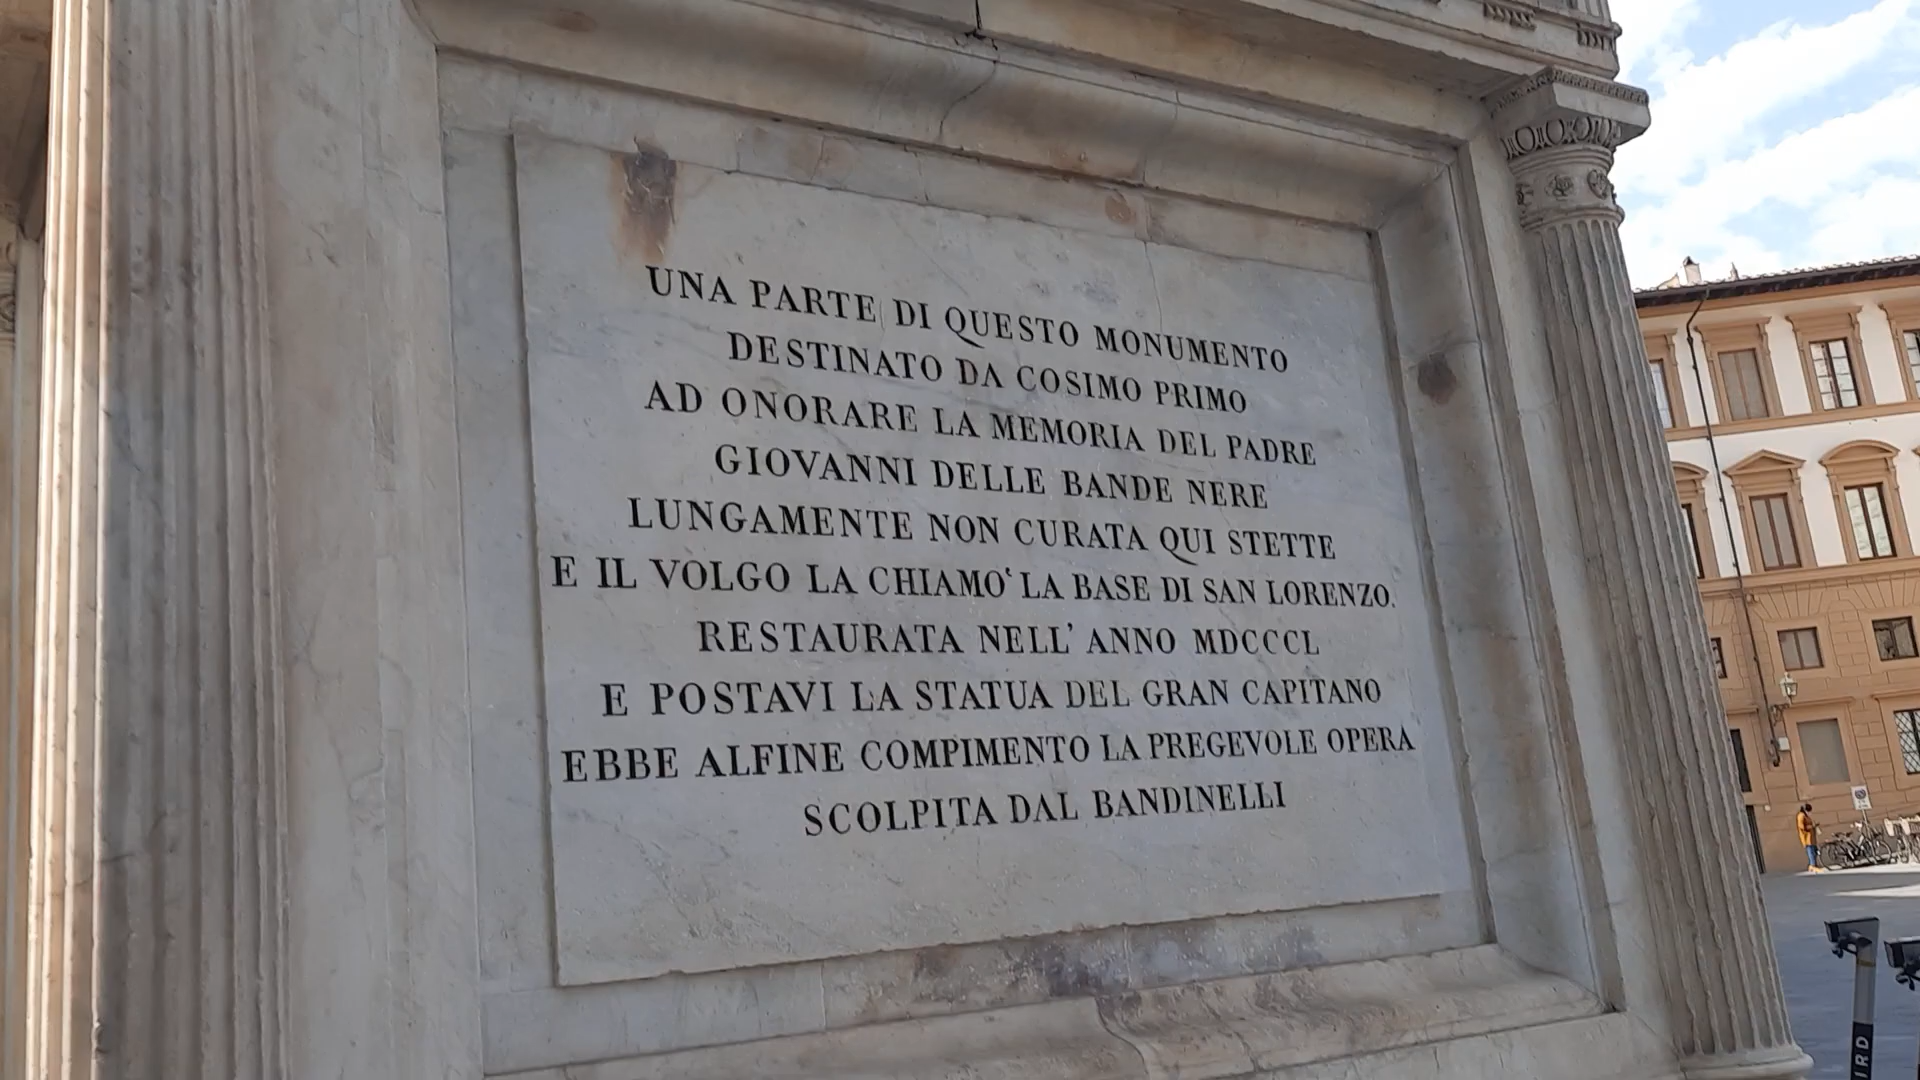 UNA PARTE DI QUESTO MONUMENTO
DESTINATO DA COSIMO PRIMO
AD ONORARE LA MEMORIA DEL PADRE
GIOVANNI DELLE BANDE NERE
LUNGAMENTE NON CURATA QUI STETTE
E IL VOLGO LA CHIAMO' LA BASE DI SAN LORENZO.
RESTAURATA NELL' ANNO MDCCCL
E POSTAVI LA STATUA DEL GRAN CAPITANO
EBBE ALFINE COMPIMENTO LA PREGEVOLE OPERA
SCOLPITA DAL BANDINELLI